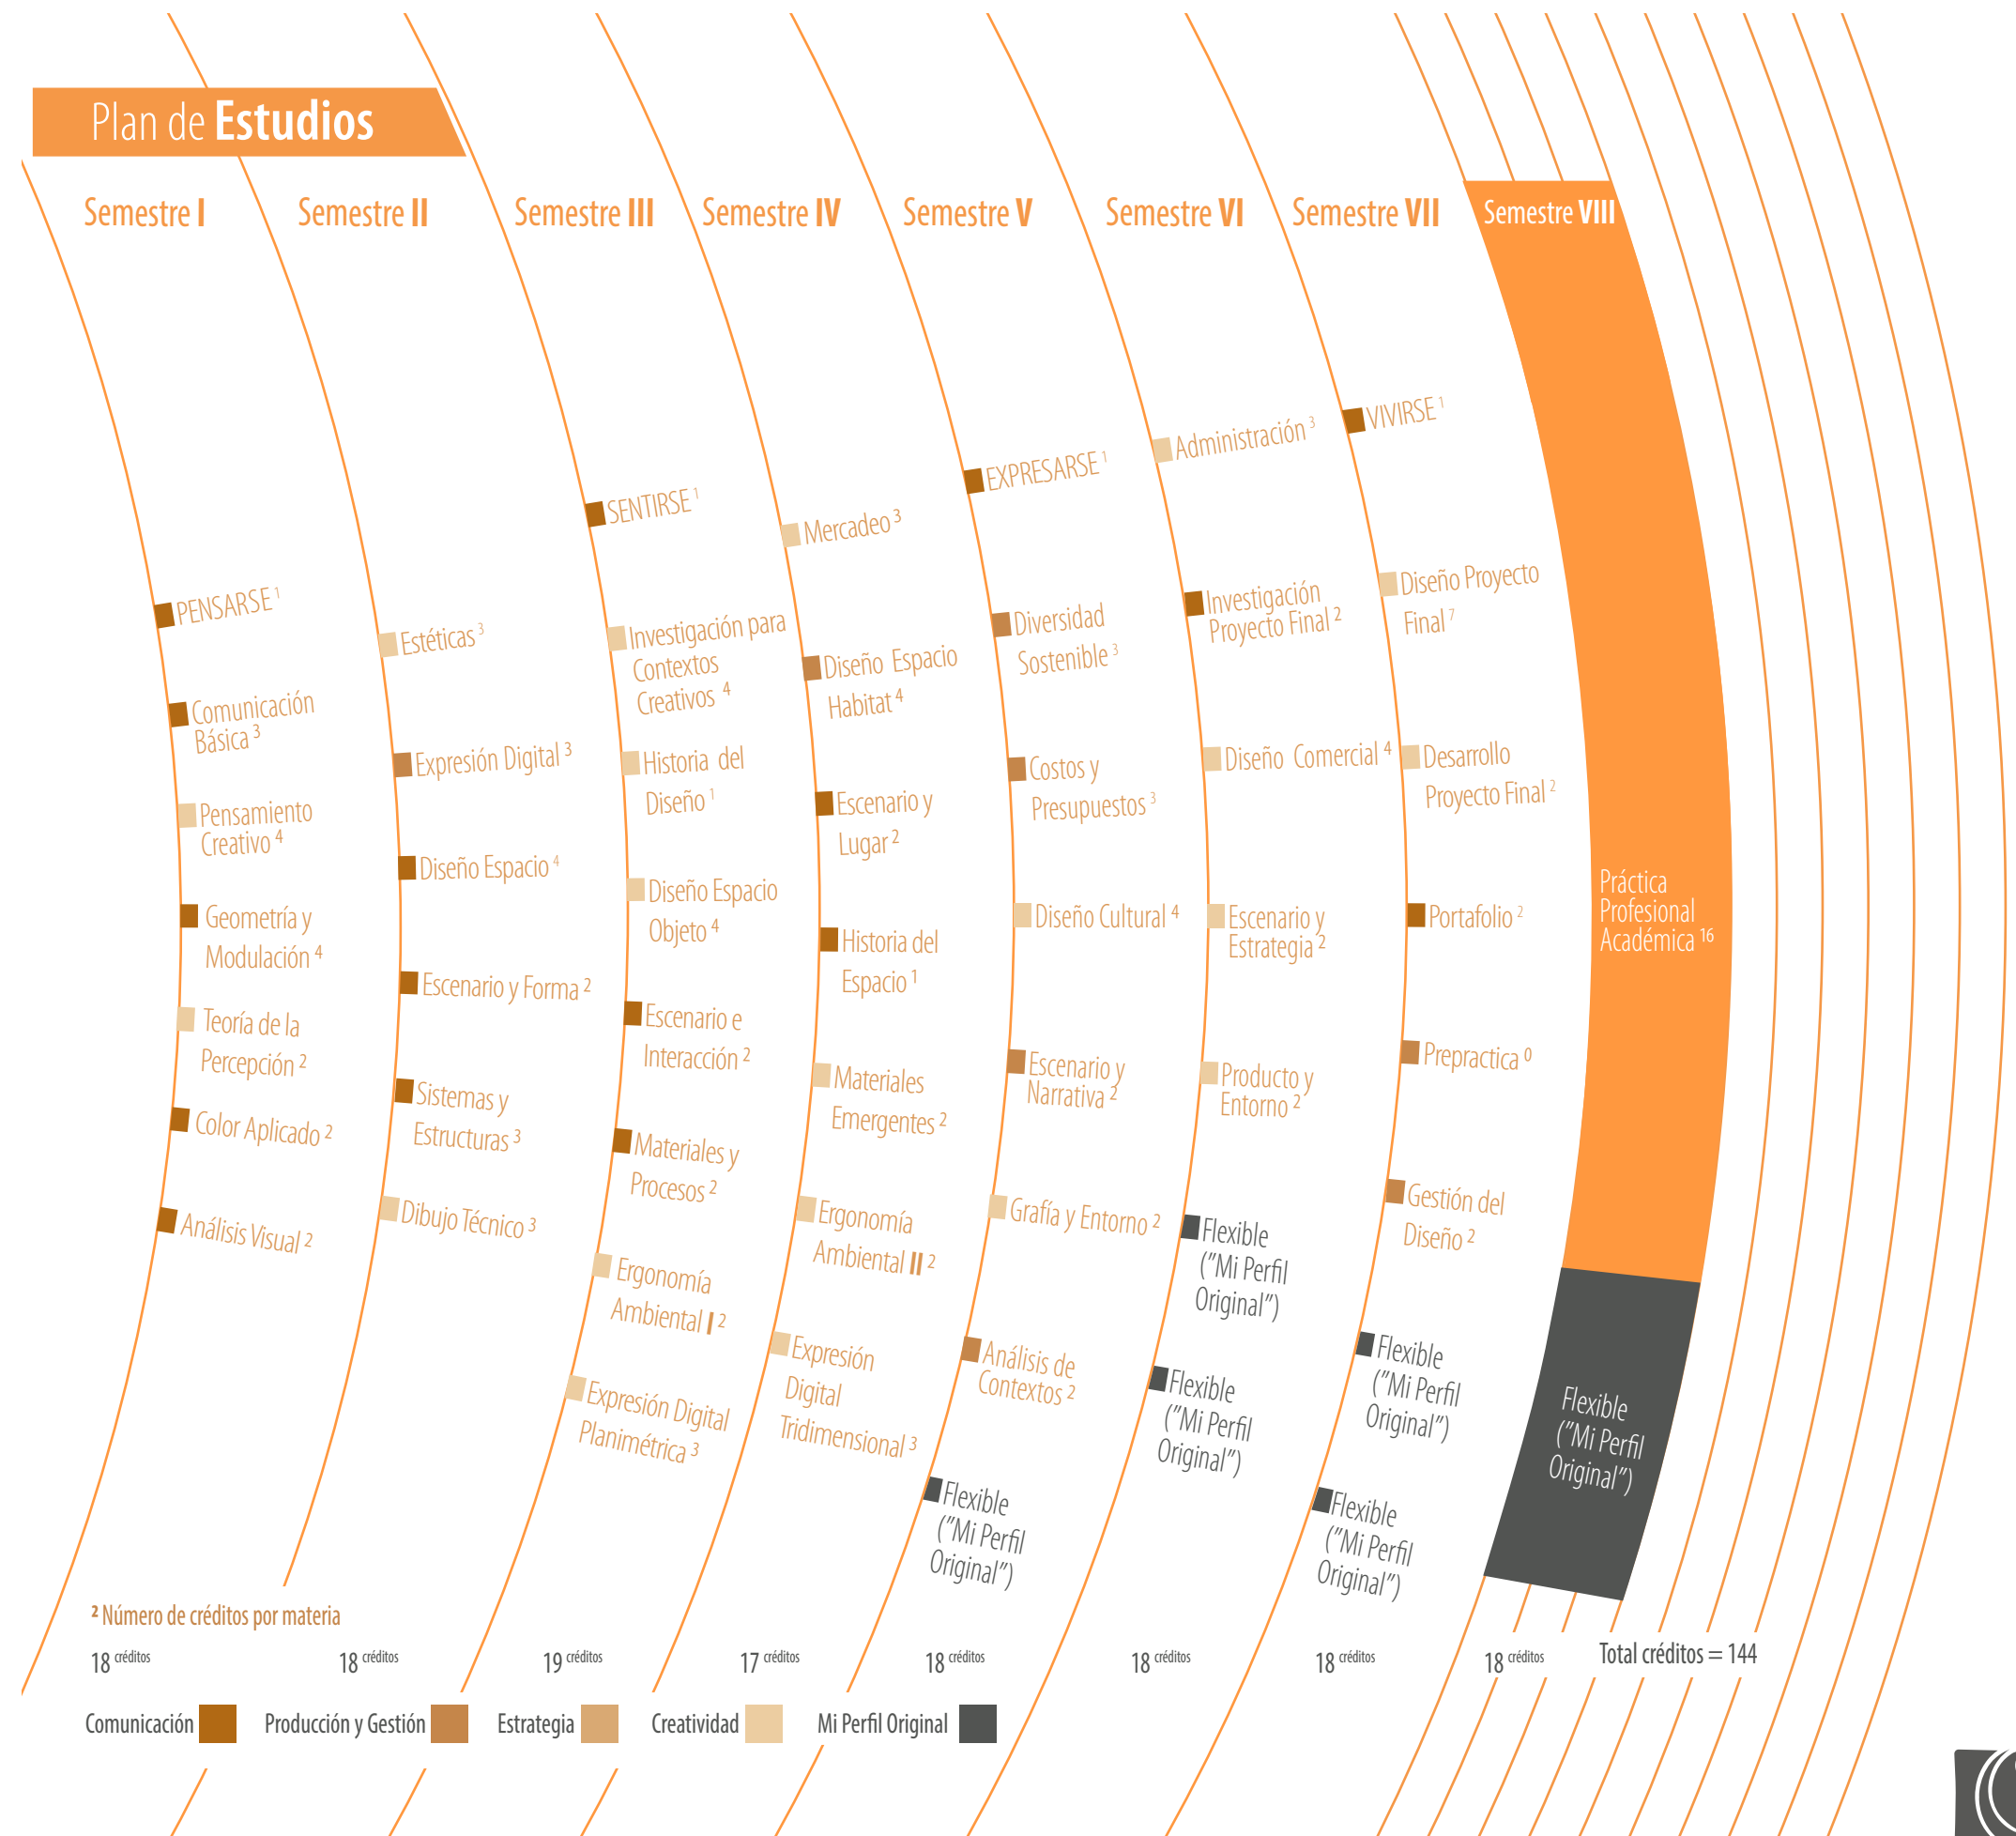 Plan de Estudios
Semestre I
PENSARSE 1
Comunicación
Básica 3
Pensamiento
Creativo 4
Geometría y
Modulación 4
Teoría de la
Percepción 2
Color Aplicado 2
Análisis Visual 2
Semestre II
Estéticas 3
Expresión Digital 3
Diseño Espacio 4
Escenario y Forma 2
Sistemas y
Estructuras 3
Dibujo Técnico 3
Semestre III
SENTIRSE 1
Investigación para
Contextos
Creativos 4
Historia del
Diseño 1
Diseño Espacio
Objeto 4
Escenario e
Interacción 2
Materiales y
Procesos 2
Ergonomía
Ambiental I 2
Expresión Digital
Planimétrica 3
Semestre IV
Mercadeo 3
Diseño Espacio
Habitat 4
Escenario y
Lugar 2
Historia del
Espacio 1
Materiales
Emergentes 2
Ergonomía
Ambiental II 2
Expresión
Digital
Tridimensional 3
Semestre V
EXPRESARSE 1
Diversidad
Sostenible 3
Costos y
Presupuestos 3
Diseño Cultural 4
Escenario y
Narrativa 2
Grafía y Entorno 2
Análisis de
Contextos 2
Flexible
("Mi Perfil
Original")
Semestre VI
Administración 3
Investigación
Proyecto Final 2
Diseño Comercial 4
Escenario y
Estrategia 2
Producto y
Entorno 2
Flexible
("Mi Perfil
Original")
Flexible
("Mi Perfil
Original")
Semestre VII
VIVIRSE 1
Diseño Proyecto
Final 7
Desarrollo
Proyecto Final 2
Portafolio 2
Prepractica 0
Gestión del
Diseño 2
Flexible
("Mi Perfil
Original")
Flexible
("Mi Perfil
Original")
Semestre VIII
Práctica
Profesional
Académica 16
Flexible
("Mi Perfil
Original")
2 Número de créditos por materia
18 créditos
18 créditos
19 créditos
17 créditos
18 créditos
18 créditos
18 créditos
18 créditos
Total créditos = 144
Comunicación
Producción y Gestión
Estrategia
Creatividad
Mi Perfil Original